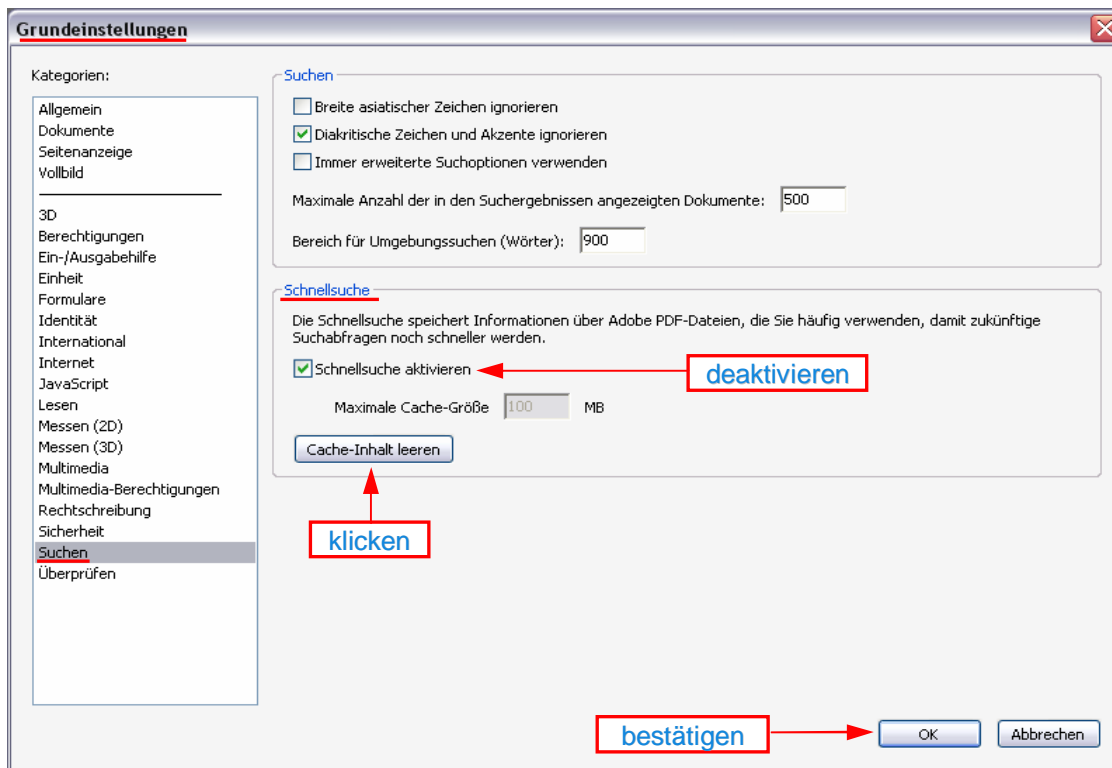 Grundeinstellungen
Kategorien:
Allgemein
Dokumente
Seitenanzeige
Vollbild
3D
Berechtigungen
Ein-/Ausgabehilfe
Einheit
Formulare
Identität
International
Internet
JavaScript
Lesen
Messen (2D)
Messen (3D)
Multimedia
Multimedia-Berechtigungen
Rechtschreibung
Sicherheit
Suchen
Überprüfen
Suchen
Breite asiatischer Zeichen ignorieren
Diakritische Zeichen und Akzente ignorieren
Immer erweiterte Suchoptionen verwenden
Maximale Anzahl der in den Suchergebnissen angezeigten Dokumente: 500
Bereich für Umgebungssuchen (Wörter): 900
Schnellsuche
Die Schnellsuche speichert Informationen über Adobe PDF-Dateien, die Sie häufig verwenden, damit zukünftige
Suchabfragen noch schneller werden.
Schnellsuche aktivieren deaktivieren
Maximale Cache-Größe 100 MB
Cache-Inhalt leeren
klicken
bestätigen OK Abbrechen